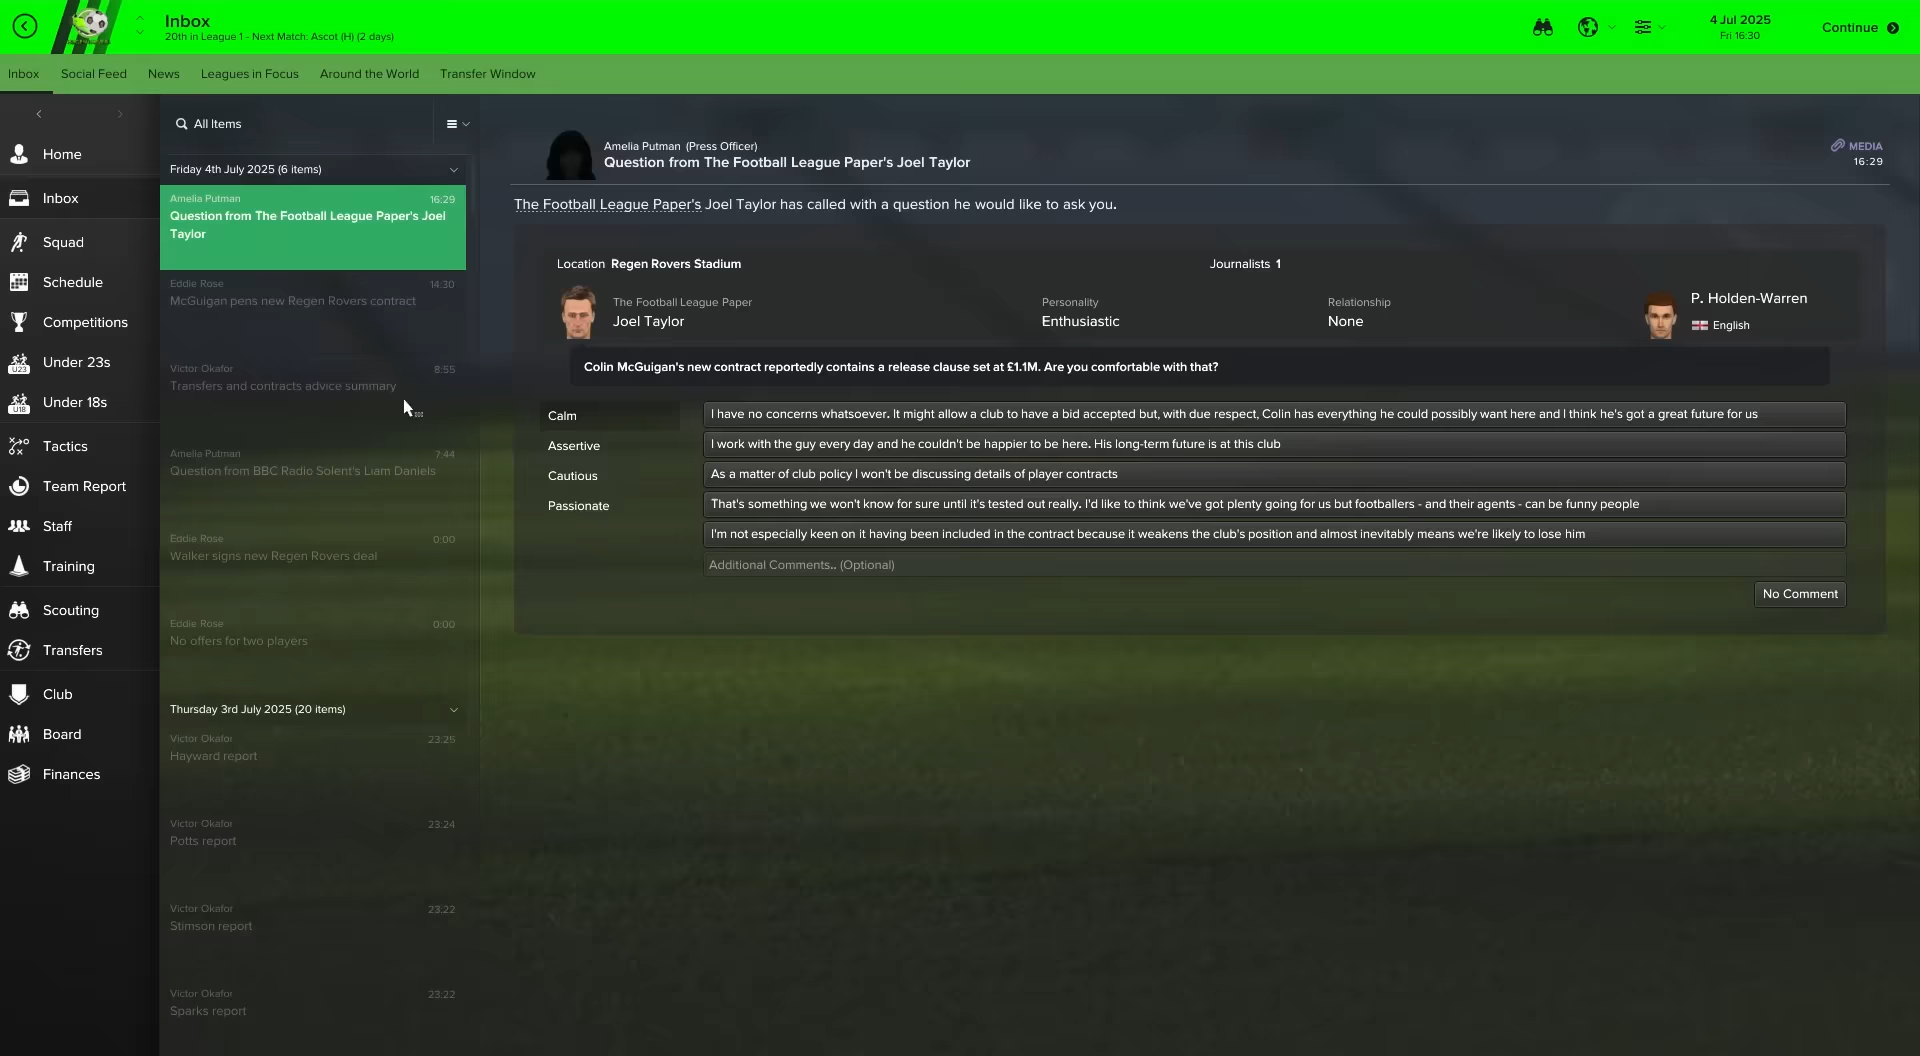 Inbox
20th in League 1 - Next Match: Ascot (H) (2 days)
4 Jul 2025
Fri 16:30
Continue
Inbox
Social Feed
News
Leagues in Focus
Around the World
Transfer Window
Home
Inbox
Squad
Schedule
Competitions
U23
Under 23s
U18
Under 18s
Tactics
Team Report
Staff
Training
Scouting
Transfers
Club
Board
Finances
All Items
Friday 4th July 2025 (6 items)
Amelia Putman 16:29
Question from The Football League Paper's Joel
Taylor
Eddie Rose 14:30
McGuigan pens new Regen Rovers contract
Victor Okafor 8:55
Transfers and contracts advice summary
Amelia Putman 7:44
Question from BBC Radio Solent's Liam Daniels
Eddie Rose 0:00
Walker signs new Regen Rovers deal
Eddie Rose 0:00
No offers for two players
Thursday 3rd July 2025 (20 items)
Victor Okafor 23:25
Hayward report
Victor Okafor 23:24
Potts report
Victor Okafor 23:22
Stimson report
Victor Okafor 23:22
Sparks report
Amelia Putman (Press Officer)
Question from The Football League Paper's Joel Taylor
MEDIA
16:29
The Football League Paper's Joel Taylor has called with a question he would like to ask you.
Location Regen Rovers Stadium
Journalists 1
The Football League Paper
Joel Taylor
Personality
Enthusiastic
Relationship
None
P. Holden-Warren
English
Colin McGuigan's new contract reportedly contains a release clause set at £1.1M. Are you comfortable with that?
Calm
Assertive
Cautious
Passionate
I have no concerns whatsoever. It might allow a club to have a bid accepted but, with due respect, Colin has everything he could possibly want here and I think he's got a great future for us
I work with the guy every day and he couldn't be happier to be here. His long-term future is at this club
As a matter of club policy I won't be discussing details of player contracts
That's something we won't know for sure until it's tested out really. I'd like to think we've got plenty going for us but footballers - and their agents - can be funny people
I'm not especially keen on it having been included in the contract because it weakens the club's position and almost inevitably means we're likely to lose him
Additional Comments.. (Optional)
No Comment